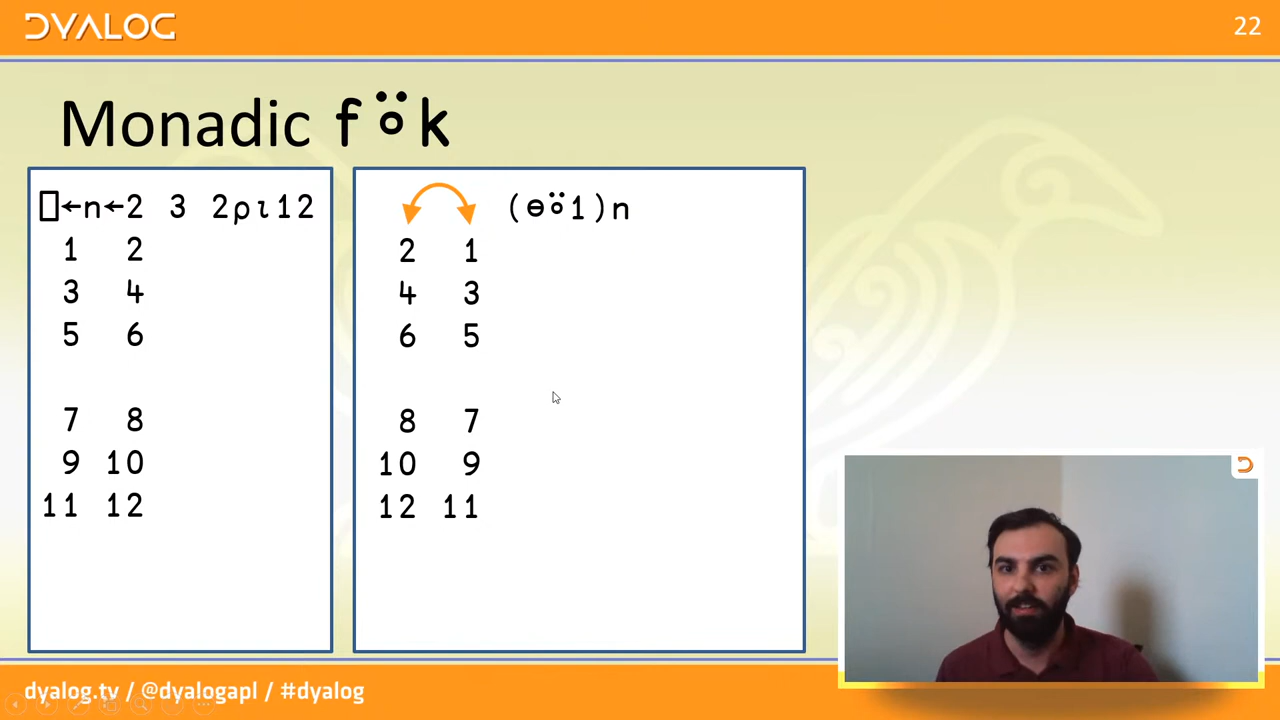 DYALOG
22
Monadic f⍥k
⎕←n←2 3 2⍴⍳12
1 2
3 4
5 6
7 8
9 10
11 12
(⊖⍥1)n
2 1
4 3
6 5
8 7
10 9
12 11
dyalog.tv / @dyalogapl / #dyalog